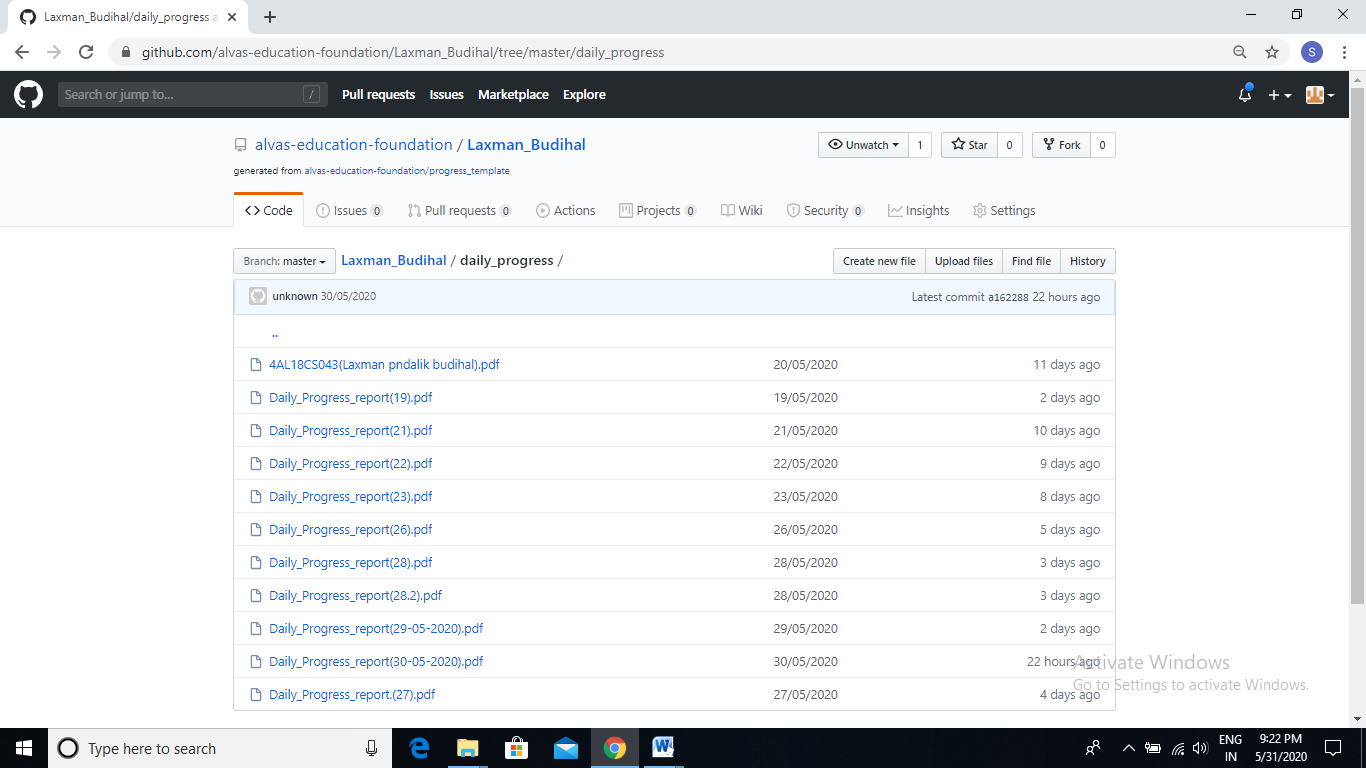 Laxman_Budihal/daily_progress a
github.com/alvas-education-foundation/Laxman_Budihal/tree/master/daily_progress
S
Search or jump to... / Pull requests Issues Marketplace Explore
alvas-education-foundation / Laxman_Budihal Unwatch 1 Star 0 Fork 0
generated from alvas-education-foundation/progress_template
<> Code Issues 0 Pull requests 0 Actions Projects 0 Wiki Security 0 Insights Settings
Branch: master Laxman_Budihal / daily_progress / Create new file Upload files Find file History
unknown 30/05/2020 Latest commit a162288 22 hours ago
..
4AL18CS043(Laxman pndalik budihal).pdf 20/05/2020 11 days ago
Daily_Progress_report(19).pdf 19/05/2020 2 days ago
Daily_Progress_report(21).pdf 21/05/2020 10 days ago
Daily_Progress_report(22).pdf 22/05/2020 9 days ago
Daily_Progress_report(23).pdf 23/05/2020 8 days ago
Daily_Progress_report(26).pdf 26/05/2020 5 days ago
Daily_Progress_report(28).pdf 28/05/2020 3 days ago
Daily_Progress_report(28.2).pdf 28/05/2020 3 days ago
Daily_Progress_report(29-05-2020).pdf 29/05/2020 2 days ago
Daily_Progress_report(30-05-2020).pdf 30/05/2020 22 hours ago
Activate Windows
Go to Settings to activate Windows.
Daily_Progress_report.(27).pdf 27/05/2020 4 days ago
Type here to search
ENG
IN
9:22 PM
5/31/2020